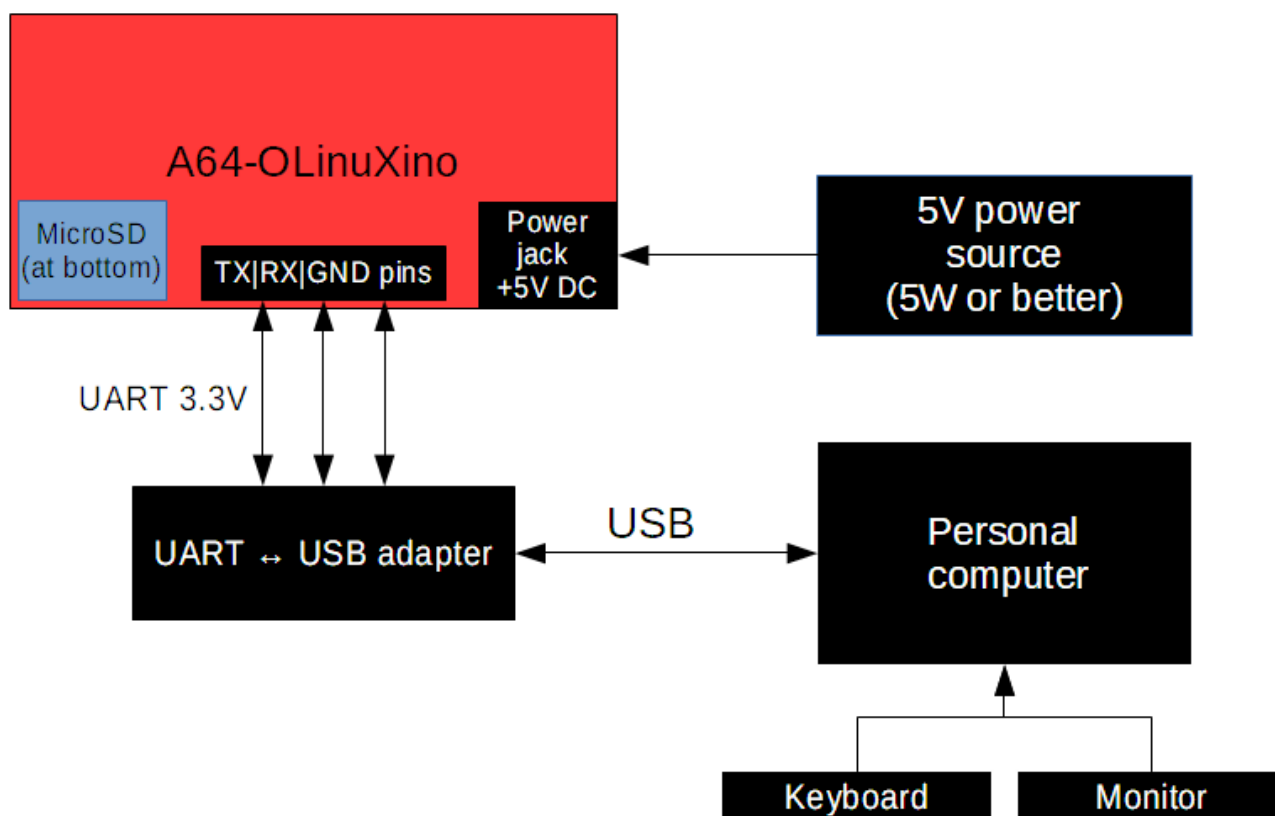 A64-OLinuXino
MicroSD
(at bottom)
TX|RX|GND pins
Power
jack
+5V DC
5V power
source
(5W or better)
UART 3.3V
UART ↔ USB adapter
USB
Personal
computer
Keyboard
Monitor